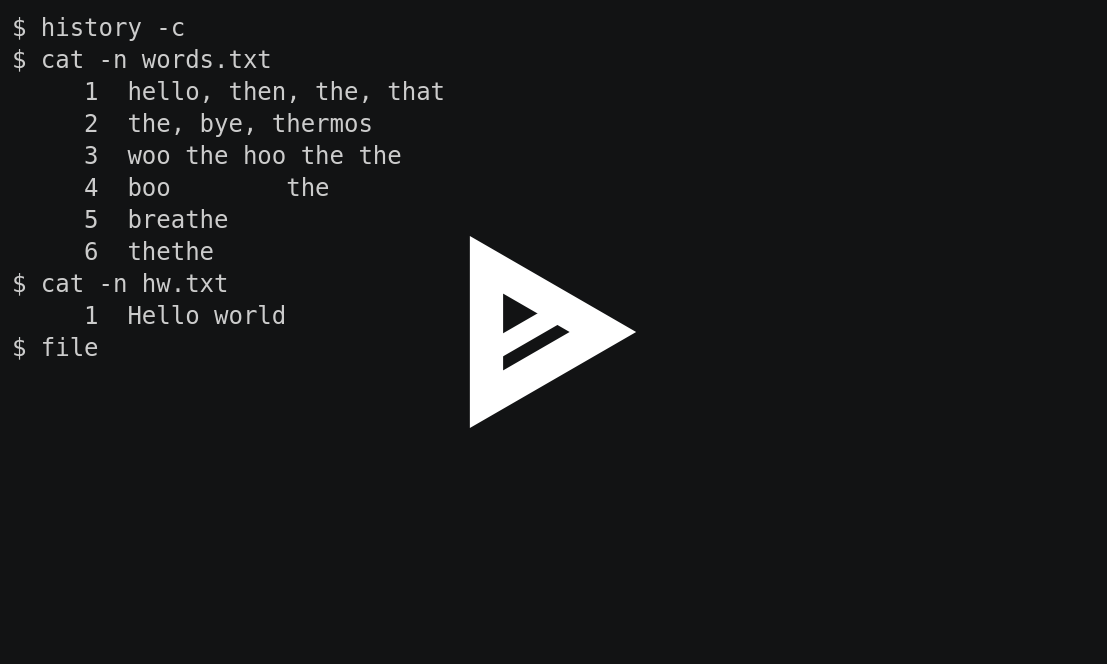 $ history -c
$ cat -n words.txt
     1  hello, then, the, that
     2  the, bye, thermos
     3  woo the hoo the the
     4  boo        the
     5  breathe
     6  thethe
$ cat -n hw.txt
     1  Hello world
$ file